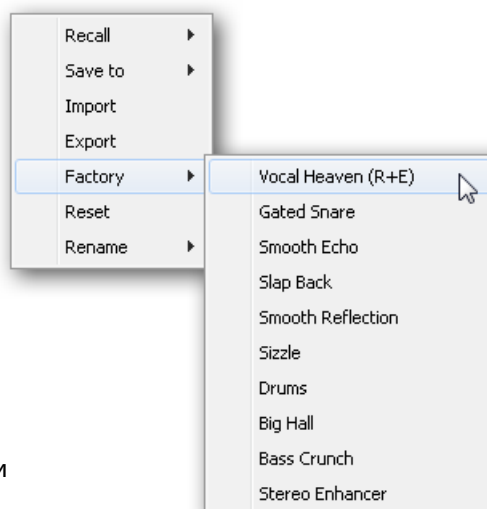 Recall
Save to
Import
Export
Factory
Reset
Rename
Vocal Heaven (R+E)
Gated Snare
Smooth Echo
Slap Back
Smooth Reflection
Sizzle
Drums
Big Hall
Bass Crunch
Stereo Enhancer
и